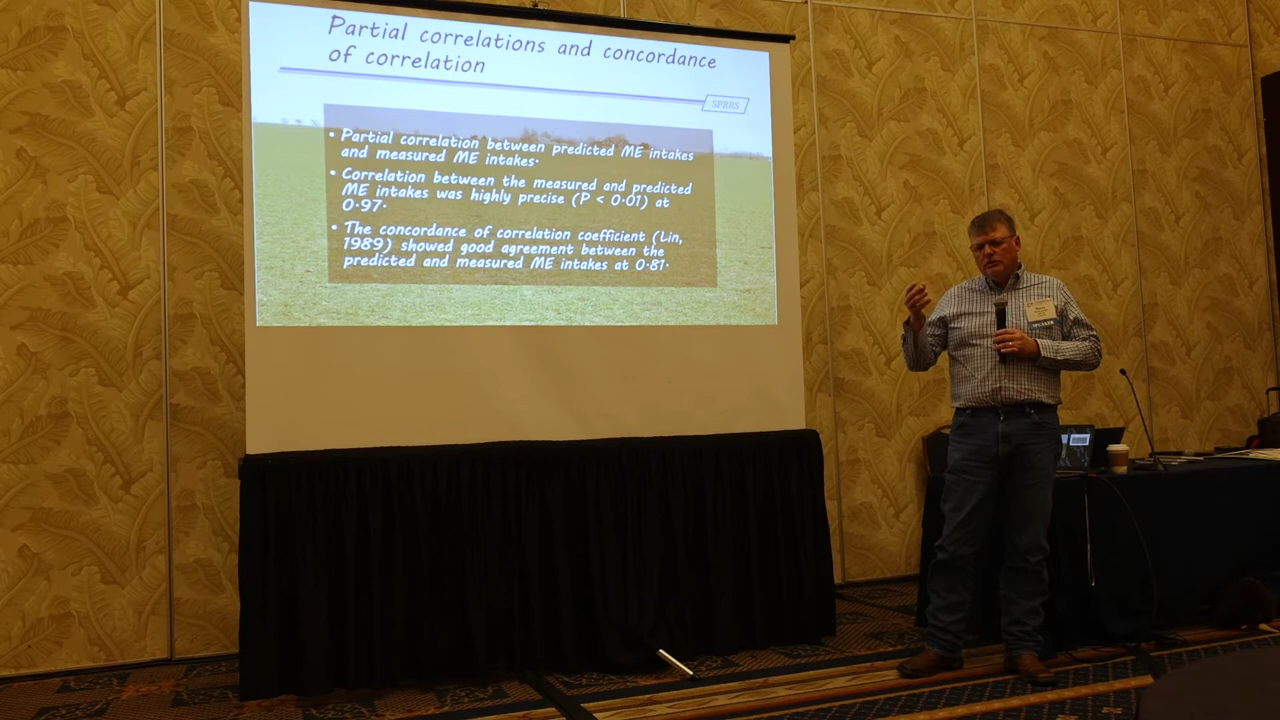 Partial correlations and concordance
of correlation
SPRRS
• Partial correlation between predicted ME intakes
and measured ME intakes.
• Correlation between the measured and predicted
ME intakes was highly precise (P < 0.01) at
0.97.
• The concordance of correlation coefficient (Lin,
1989) showed good agreement between the
predicted and measured ME intakes at 0.81.